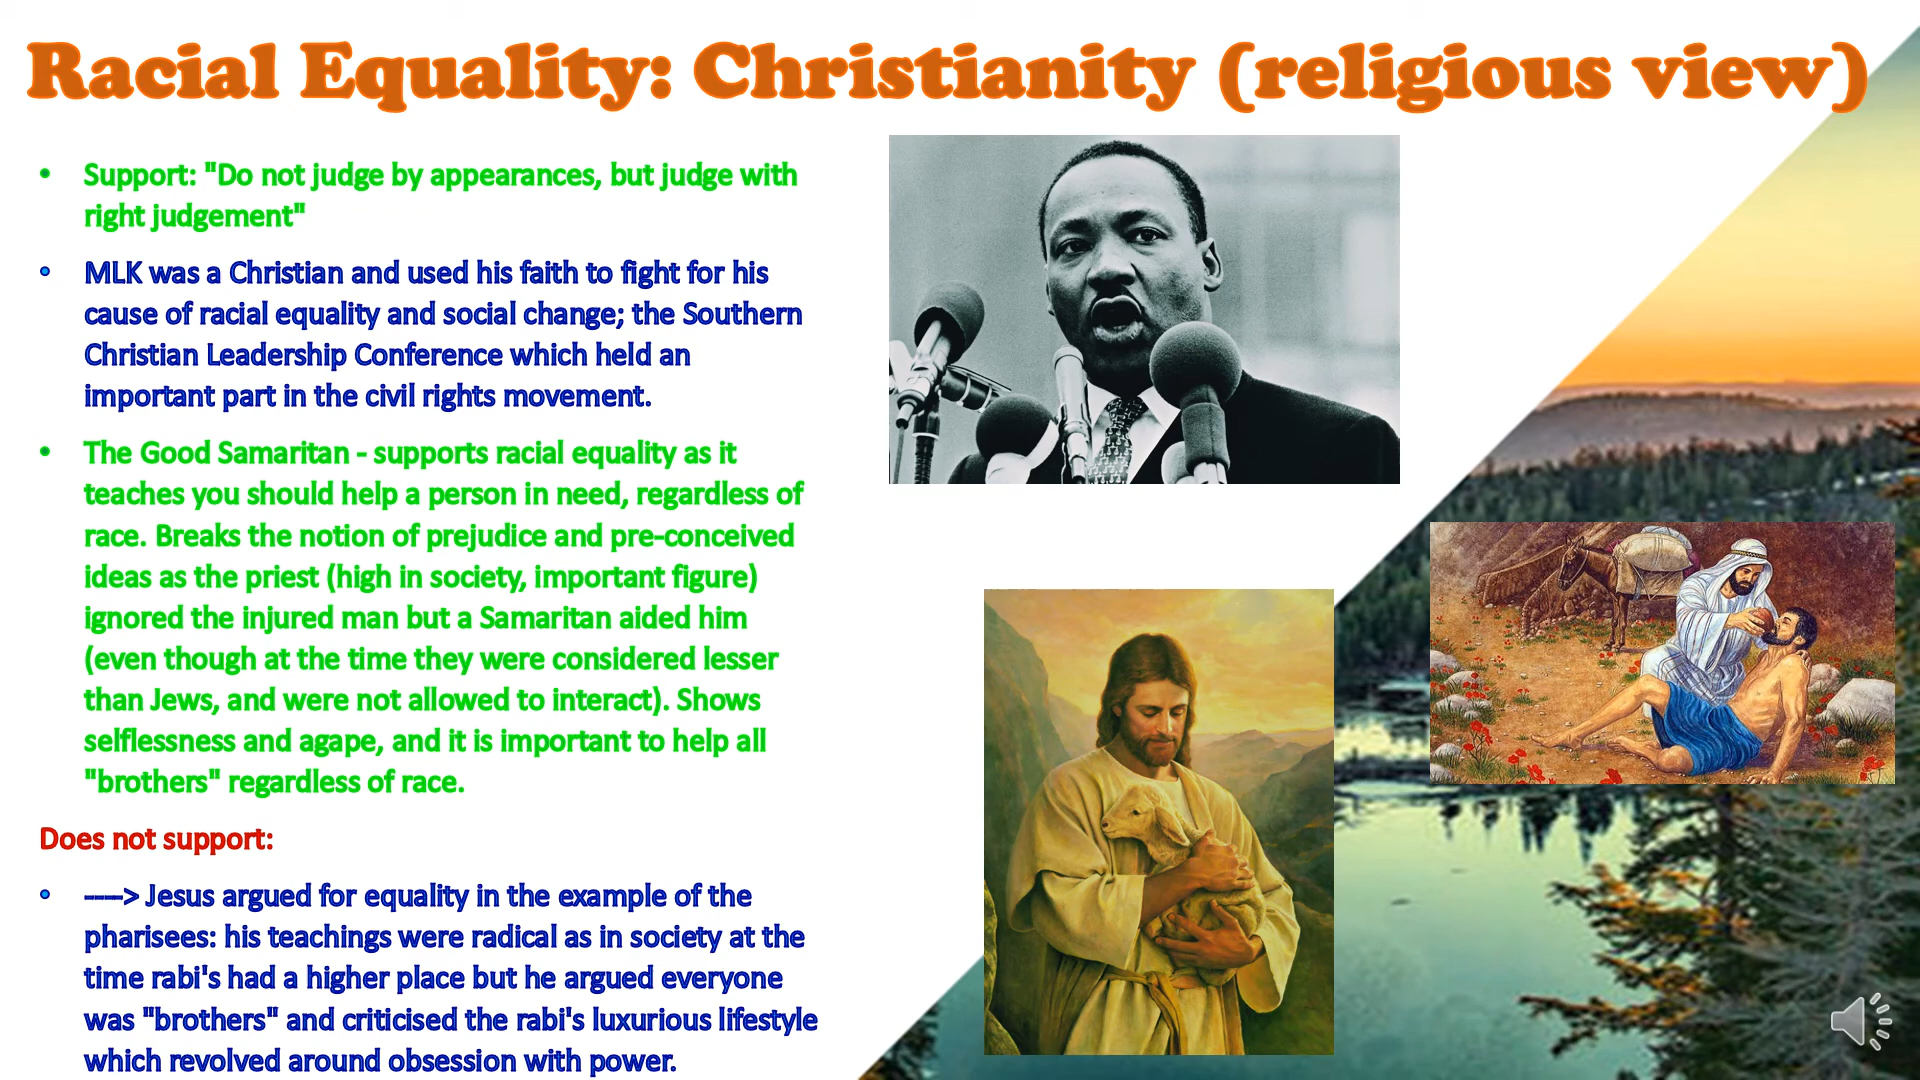 Racial Equality: Christianity (religious view)
• Support: "Do not judge by appearances, but judge with
right judgement"
• MLK was a Christian and used his faith to fight for his
cause of racial equality and social change; the Southern
Christian Leadership Conference which held an
important part in the civil rights movement.
• The Good Samaritan - supports racial equality as it
teaches you should help a person in need, regardless of
race. Breaks the notion of prejudice and pre-conceived
ideas as the priest (high in society, important figure)
ignored the injured man but a Samaritan aided him
(even though at the time they were considered lesser
than Jews, and were not allowed to interact). Shows
selflessness and agape, and it is important to help all
"brothers" regardless of race.
Does not support:
• ----> Jesus argued for equality in the example of the
pharisees: his teachings were radical as in society at the
time rabi's had a higher place but he argued everyone
was "brothers" and criticised the rabi's luxurious lifestyle
which revolved around obsession with power.